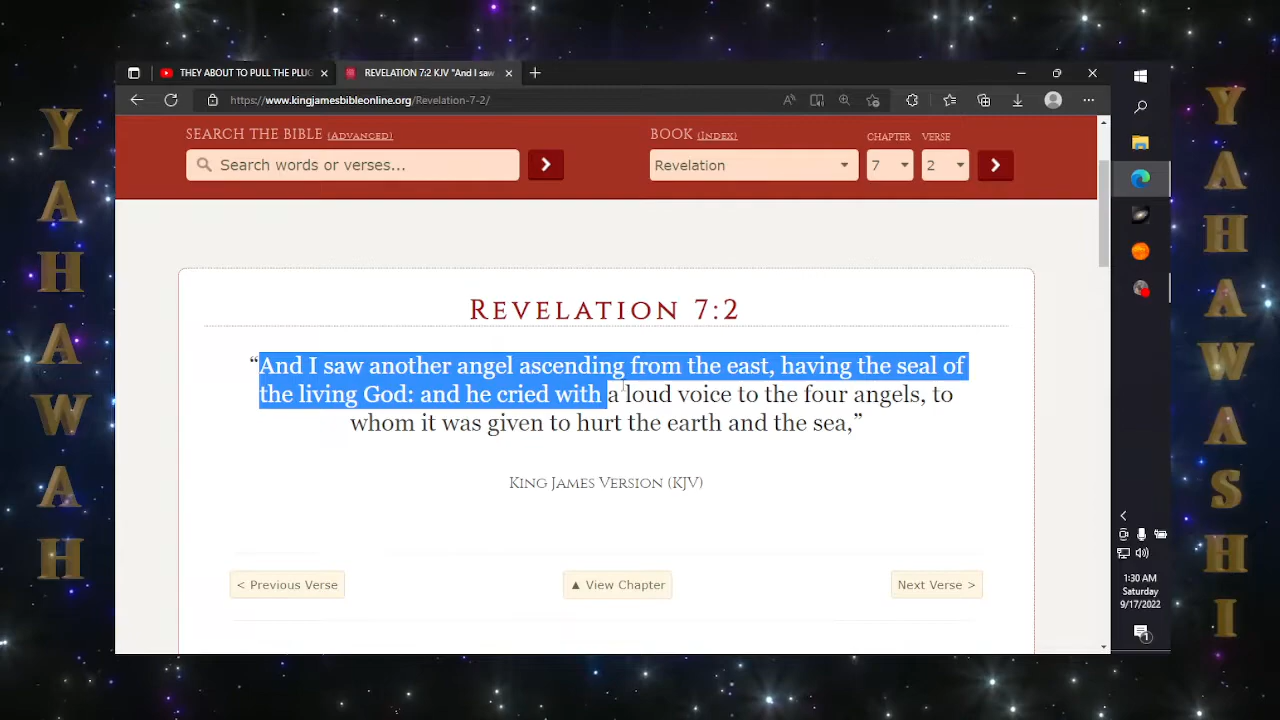 THEY ABOUT TO PULL THE PLUG
REVELATION 7:2 KJV "And I saw
https://www.kingjamesbibleonline.org/Revelation-7-2/
SEARCH THE BIBLE (ADVANCED)
BOOK (INDEX)
CHAPTER
VERSE
Search words or verses...
Revelation
7
2
REVELATION 7:2
“And I saw another angel ascending from the east, having the seal of
the living God: and he cried with a loud voice to the four angels, to
whom it was given to hurt the earth and the sea,”
KING JAMES VERSION (KJV)
< Previous Verse
▲ View Chapter
Next Verse >
1:30 AM
Saturday
9/17/2022
1
YAHAWAH
YAHAWASHI